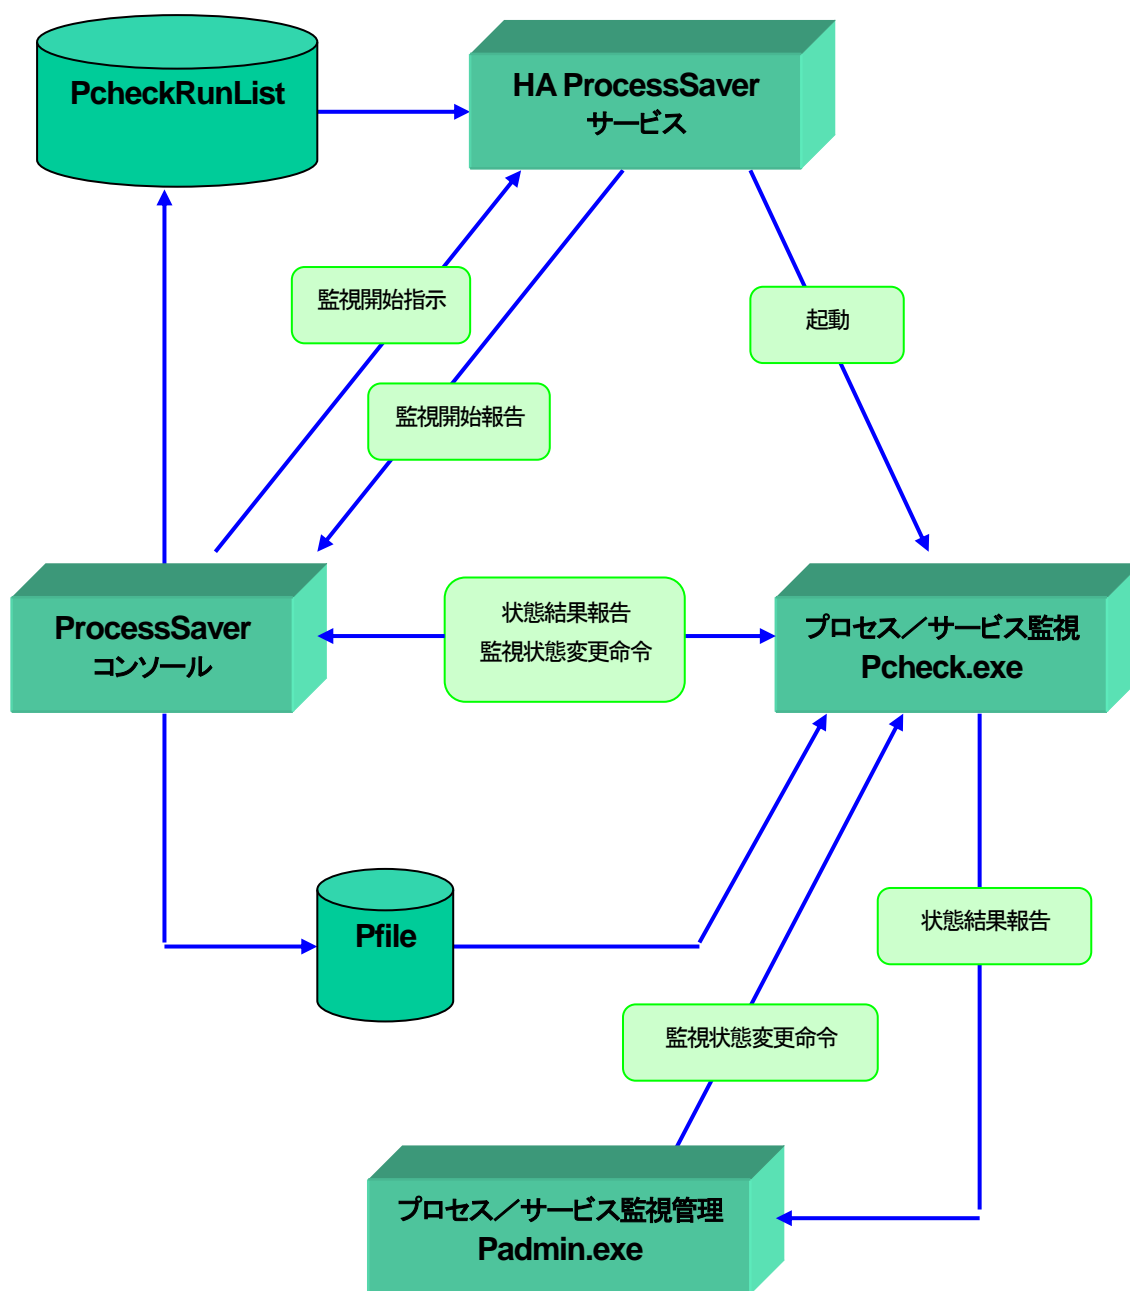 PcheckRunList
HA ProcessSaver
サービス
監視開始指示
起動
監視開始報告
ProcessSaver
コンソール
状態結果報告
監視状態変更命令
プロセス／サービス監視
Pcheck.exe
Pfile
状態結果報告
監視状態変更命令
プロセス／サービス監視管理
Padmin.exe